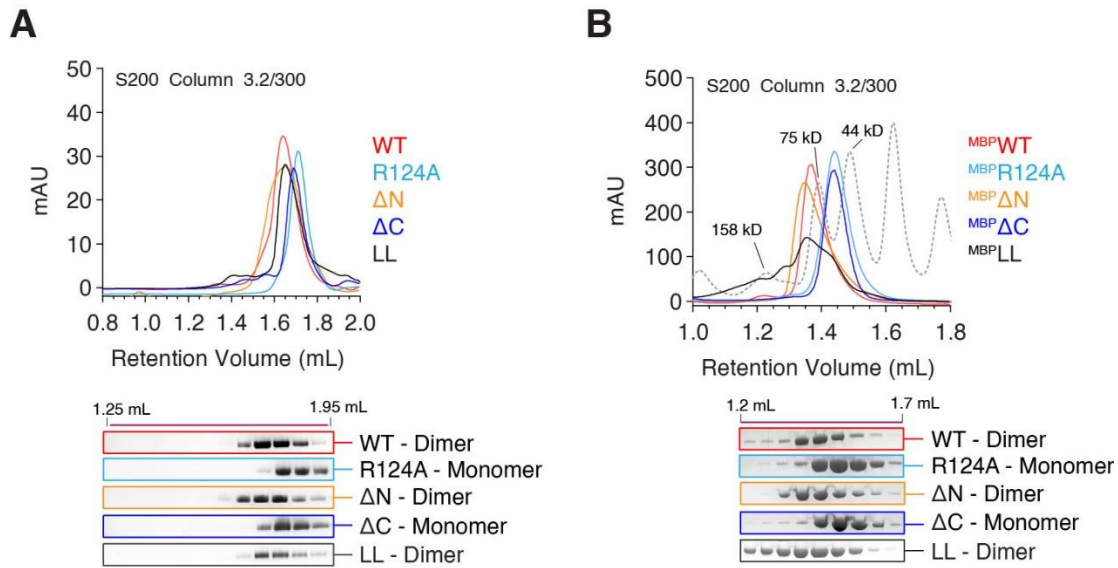 A
S200 Column 3.2/300
50
40
30
20
10
0
mAU
0.8 1.0 1.2 1.4 1.6 1.8 2.0
Retention Volume (mL)
WT
R124A
ΔN
ΔC
LL
1.25 mL 1.95 mL
WT - Dimer
R124A - Monomer
ΔN - Dimer
ΔC - Monomer
LL - Dimer
B
S200 Column 3.2/300
500
400
300
200
100
0
mAU
158 kD
75 kD
44 kD
1.0 1.2 1.4 1.6 1.8
Retention Volume (mL)
MBPWT
MBPR124A
MBPΔN
MBPΔC
MBPLL
1.2 mL 1.7 mL
WT - Dimer
R124A - Monomer
ΔN - Dimer
ΔC - Monomer
LL - Dimer